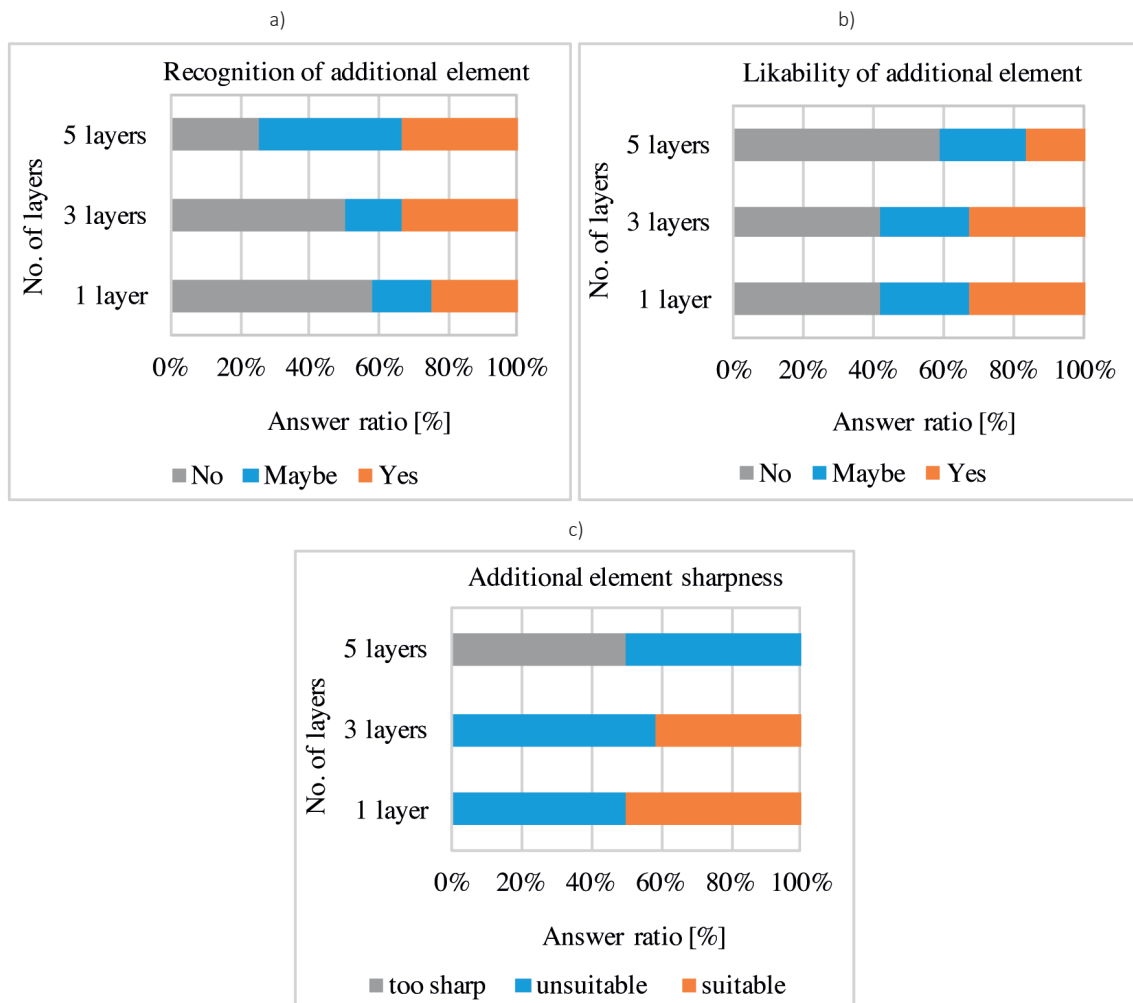 a)
Recognition of additional element
No. of layers
5 layers
3 layers
1 layer
0% 20% 40% 60% 80% 100%
Answer ratio [%]
No Maybe Yes
b)
Likability of additional element
No. of layers
5 layers
3 layers
1 layer
0% 20% 40% 60% 80% 100%
Answer ratio [%]
No Maybe Yes
c)
Additional element sharpness
No. of layers
5 layers
3 layers
1 layer
0% 20% 40% 60% 80% 100%
Answer ratio [%]
too sharp unsuitable suitable